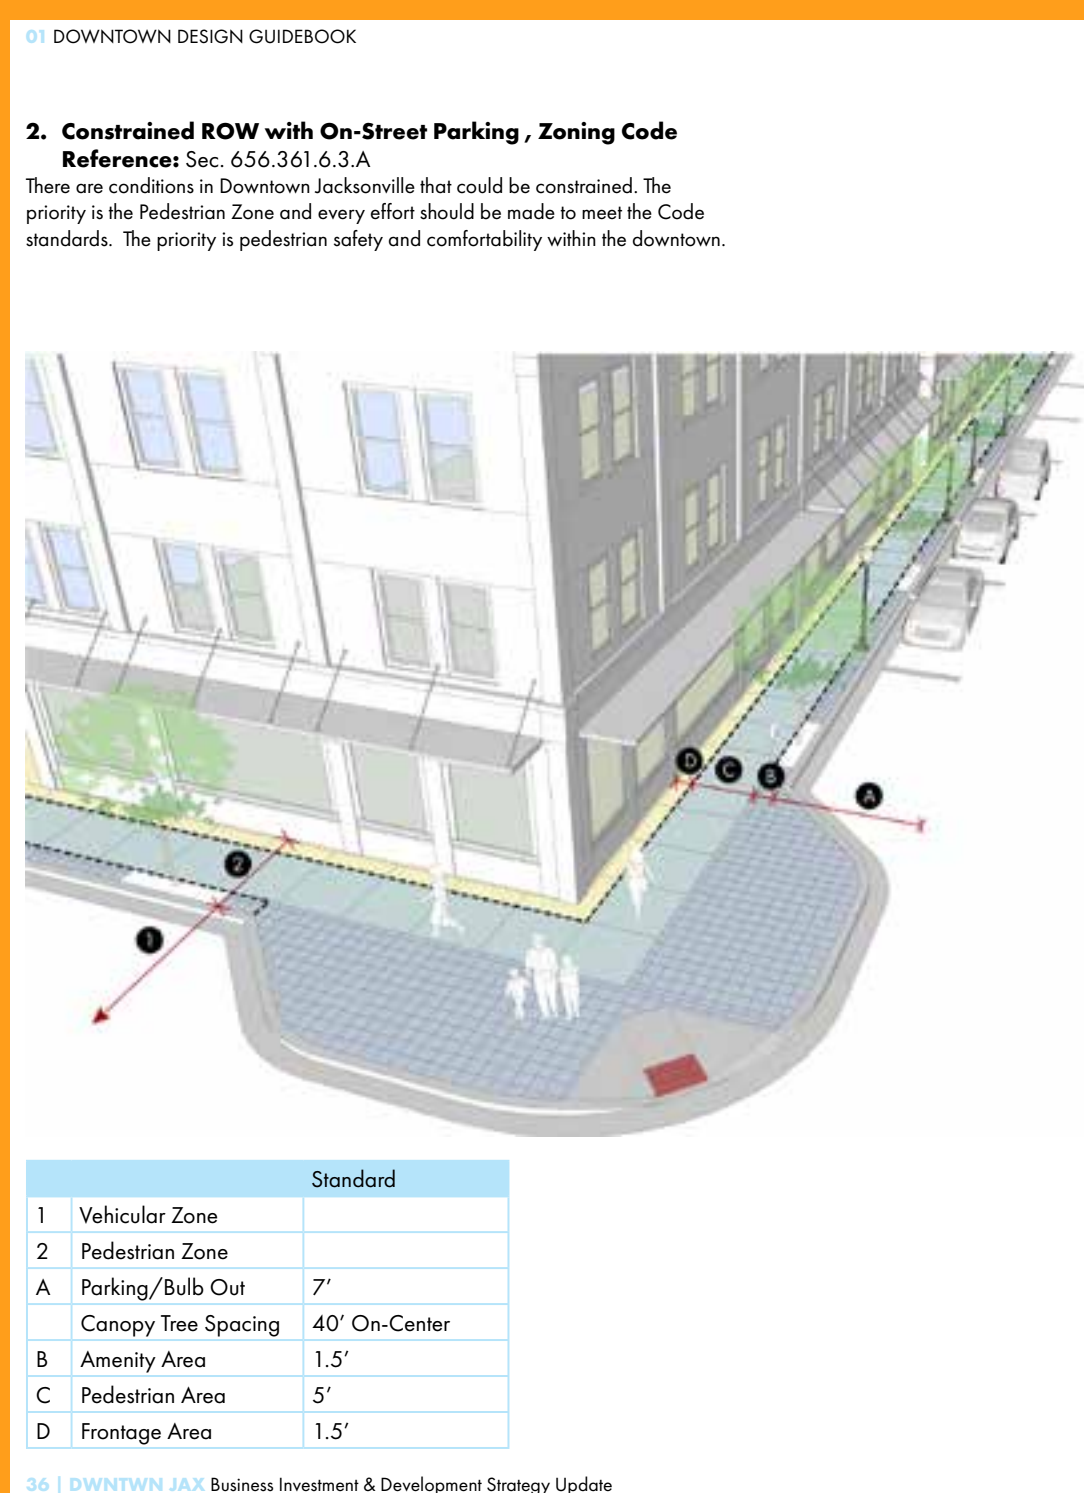 01 DOWNTOWN DESIGN GUIDEBOOK
2. Constrained ROW with On-Street Parking , Zoning Code
Reference: Sec. 656.361.6.3.A
There are conditions in Downtown Jacksonville that could be constrained. The
priority is the Pedestrian Zone and every effort should be made to meet the Code
standards. The priority is pedestrian safety and comfortability within the downtown.
D
C
B
A
2
1
Standard
1 Vehicular Zone
2 Pedestrian Zone
A Parking/Bulb Out 7’
Canopy Tree Spacing 40’ On-Center
B Amenity Area 1.5’
C Pedestrian Area 5’
D Frontage Area 1.5’
36 | DWNTWN JAX Business Investment & Development Strategy Update